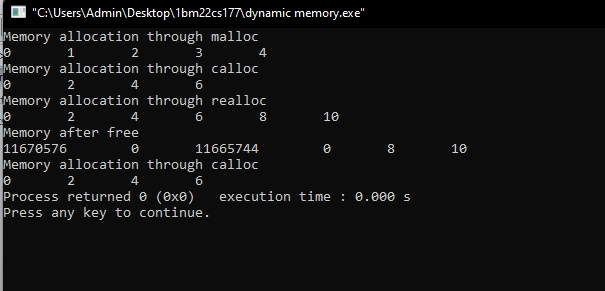 "C:\Users\Admin\Desktop\1bm22cs177\dynamic memory.exe"
Memory allocation through malloc
0 1 2 3 4
Memory allocation through calloc
0 2 4 6
Memory allocation through realloc
0 2 4 6 8 10
Memory after free
11670576 0 11665744 0 8 10
Memory allocation through calloc
0 2 4 6
Process returned 0 (0x0) execution time : 0.000 s
Press any key to continue.